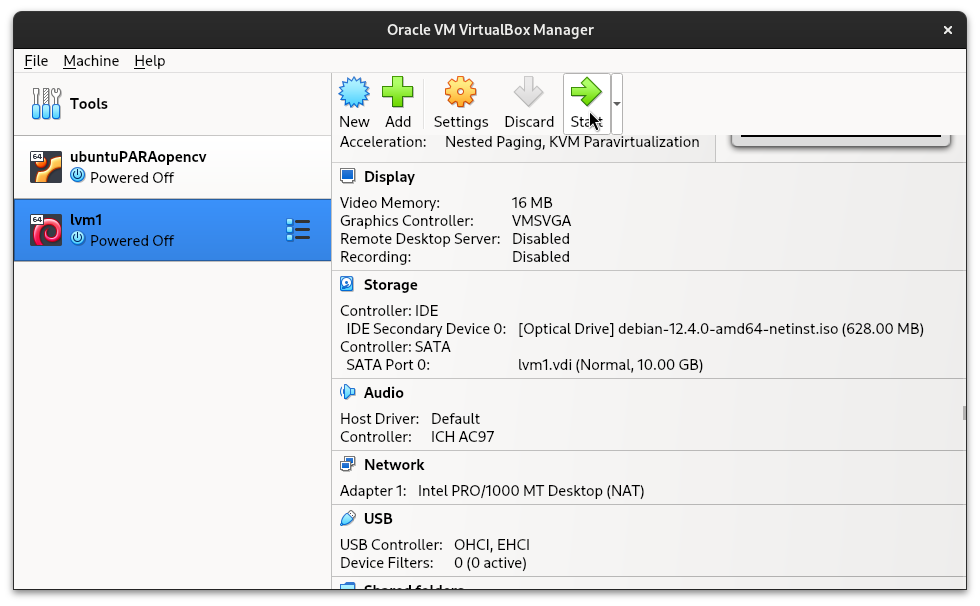 Oracle VM VirtualBox Manager
File Machine Help
Tools
New Add Settings Discard Start
64 ubuntuPARAopencv
Powered Off
64 lvm1
Powered Off
Acceleration: Nested Paging, KVM Paravirtualization
Display
Video Memory: 16 MB
Graphics Controller: VMSVGA
Remote Desktop Server: Disabled
Recording: Disabled
Storage
Controller: IDE
IDE Secondary Device 0: [Optical Drive] debian-12.4.0-amd64-netinst.iso (628.00 MB)
Controller: SATA
SATA Port 0: lvm1.vdi (Normal, 10.00 GB)
Audio
Host Driver: Default
Controller: ICH AC97
Network
Adapter 1: Intel PRO/1000 MT Desktop (NAT)
USB
USB Controller: OHCI, EHCI
Device Filters: 0 (0 active)
Shared folders